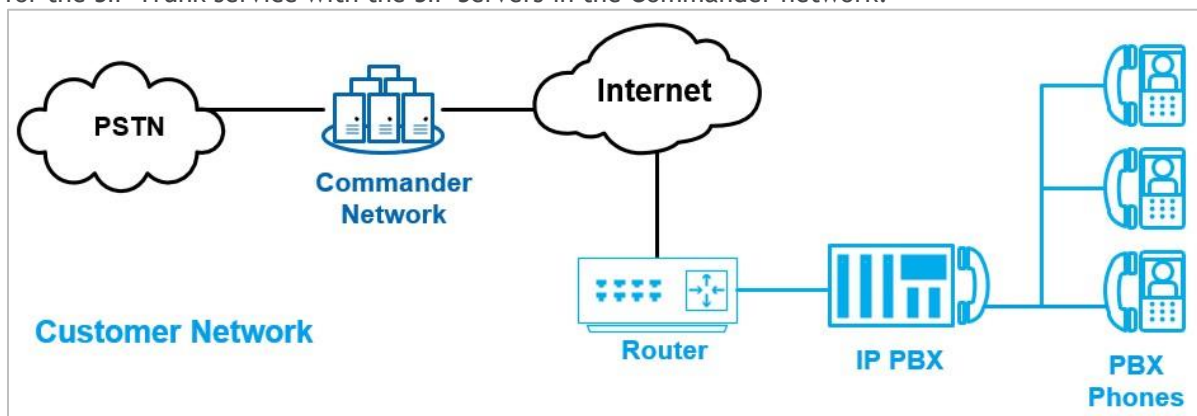 for the SIP Trunk service with the SIP Servers in the Commander network.
PSTN
Internet
Commander
Network
Customer Network
Router
IP PBX
PBX
Phones